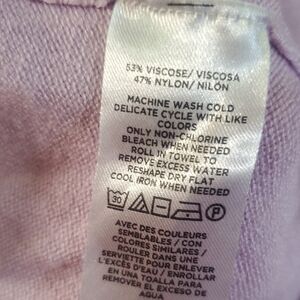 53% VISCOSE/ VISCOSA
47% NYLON/ NILÓN
MACHINE WASH COLD
DELICATE CYCLE WITH LIKE
COLORS
ONLY NON-CHLORINE
BLEACH WHEN NEEDED
ROLL IN TOWEL TO
REMOVE EXCESS WATER
RESHAPE DRY FLAT
COOL IRON WHEN NEEDED
30 P
AVEC DES COULEURS
SEMBLABLES / CON
COLORES SIMILARES /
ROULER DANS UNE
SERVIETTE POUR ENLEVER
L'EXCÈS D'EAU / ENROLLAR
EN UNA TOALLA PARA
REMOVER EL EXCESO DE
AGUA